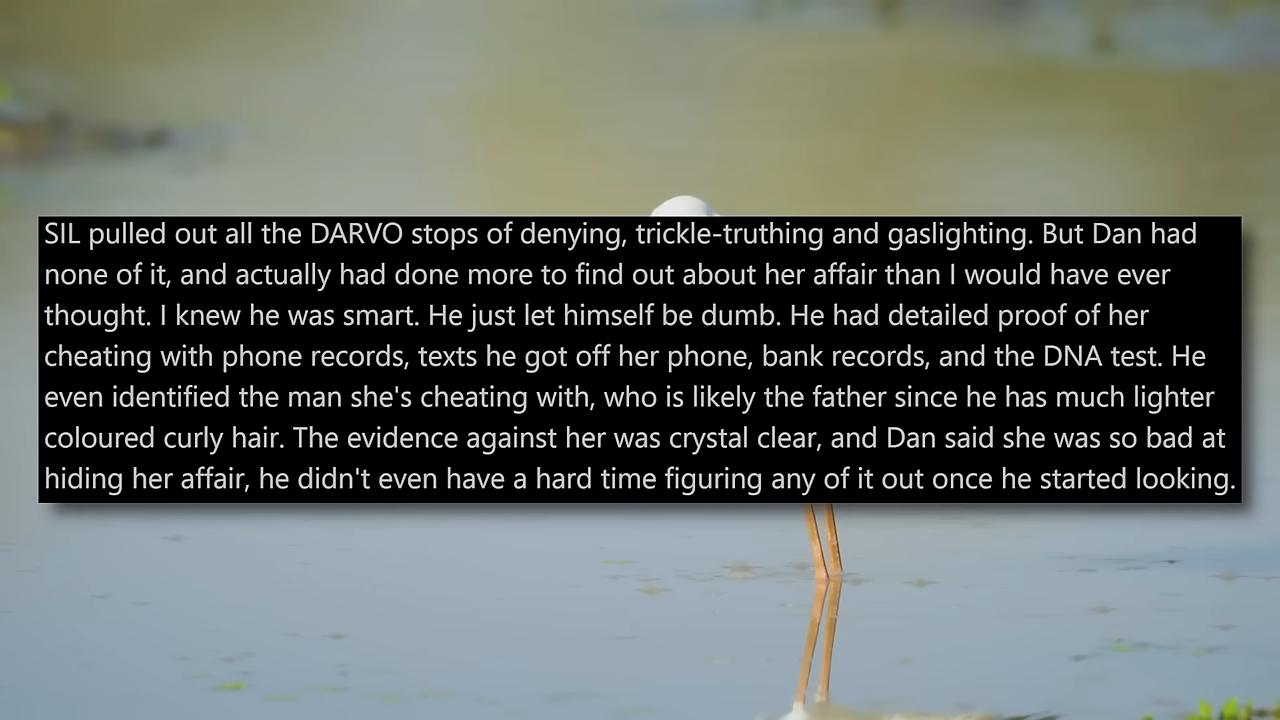 SIL pulled out all the DARVO stops of denying, trickle-truthing and gaslighting. But Dan had
none of it, and actually had done more to find out about her affair than I would have ever
thought. I knew he was smart. He just let himself be dumb. He had detailed proof of her
cheating with phone records, texts he got off her phone, bank records, and the DNA test. He
even identified the man she's cheating with, who is likely the father since he has much lighter
coloured curly hair. The evidence against her was crystal clear, and Dan said she was so bad at
hiding her affair, he didn't even have a hard time figuring any of it out once he started looking.